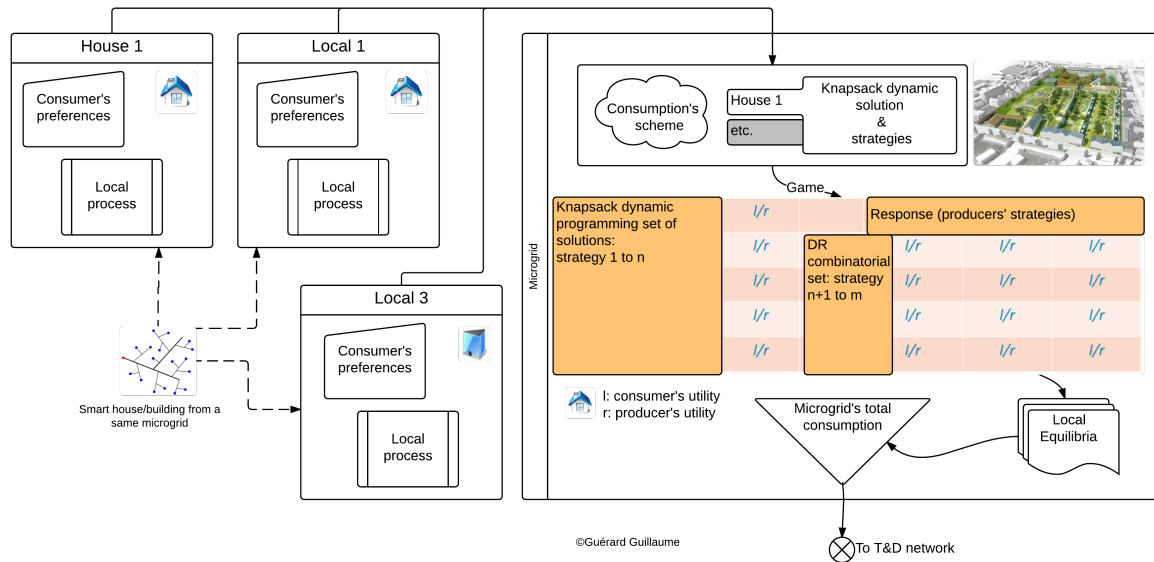 House 1
Consumer's
preferences
Local
process
Local 1
Consumer's
preferences
Local
process
Local 3
Consumer's
preferences
Local
process
Smart house/building from a
same microgrid
Microgrid
Consumption's
scheme
House 1
etc.
Knapsack dynamic
solution
&
strategies
Game
Knapsack dynamic
programming set of
solutions:
strategy 1 to n
Response (producers' strategies)
DR
combinatorial
set: strategy
n+1 to m
l/r
l/r l/r l/r l/r
l/r l/r l/r l/r
l/r l/r l/r l/r
l/r l/r l/r l/r
l: consumer's utility
r: producer's utility
Microgrid's total
consumption
Local
Equilibria
©Guérard Guillaume
To T&D network